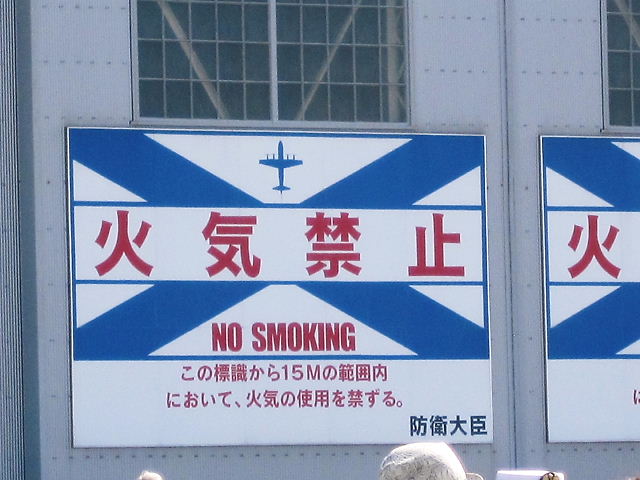 火気禁止
NO SMOKING
この標識から15Mの範囲内
において、火気の使用を禁ずる。
防衛大臣
火